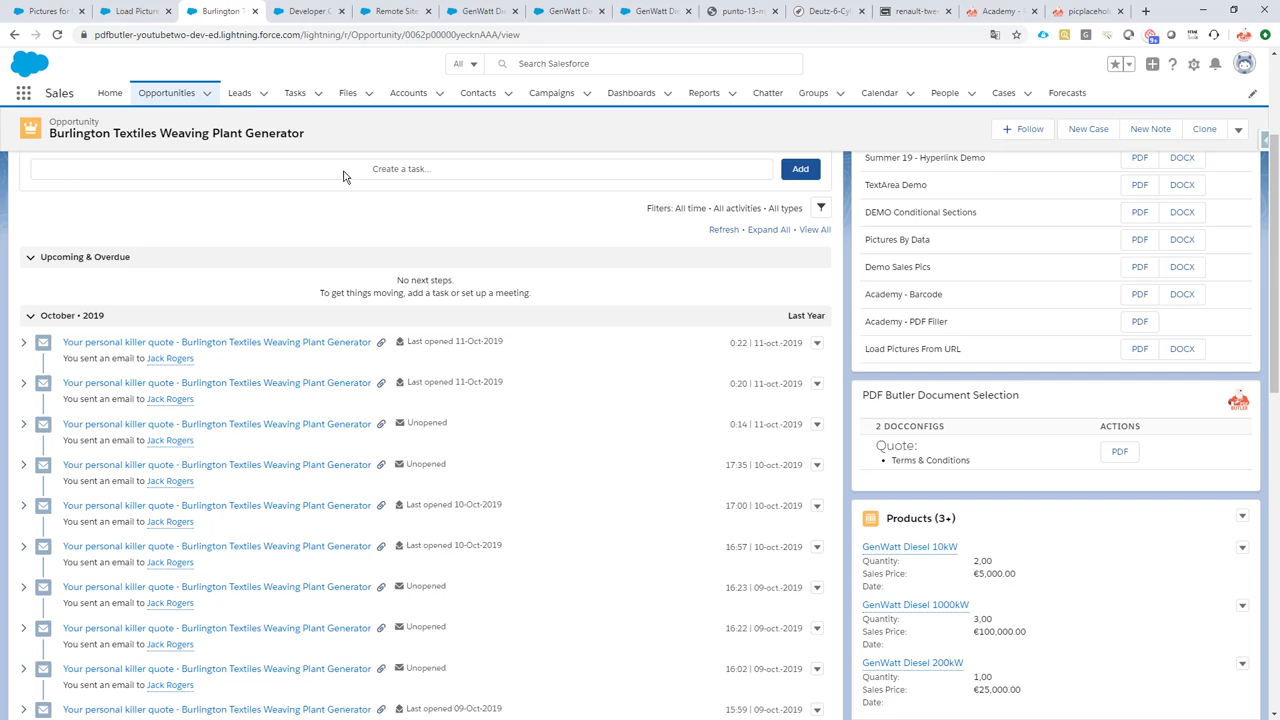 Pictures for
Load Picture
Burlington T
Developer C
Remote Site
GenWatt Die
GenWatt Die
GenWatt Die
punto-13-m
Deutz-6-Cyl
renault-twe
Academy -
picplacehol
pdfbutler-youtubetwo-dev-ed.lightning.force.com/lightning/r/Opportunity/0062p00000yecknAAA/view
All
Search Salesforce
Sales
Home
Opportunities
Leads
Tasks
Files
Accounts
Contacts
Campaigns
Dashboards
Reports
Chatter
Groups
Calendar
People
Cases
Forecasts
Opportunity
Burlington Textiles Weaving Plant Generator
+ Follow
New Case
New Note
Clone
Create a task...
Add
Filters: All time • All activities • All types
Refresh • Expand All • View All
Upcoming & Overdue
No next steps.
To get things moving, add a task or set up a meeting.
October • 2019
Last Year
Your personal killer quote - Burlington Textiles Weaving Plant Generator
Last opened 11-Oct-2019
0:22 | 11-oct.-2019
You sent an email to Jack Rogers
Your personal killer quote - Burlington Textiles Weaving Plant Generator
Last opened 11-Oct-2019
0:20 | 11-oct.-2019
You sent an email to Jack Rogers
Your personal killer quote - Burlington Textiles Weaving Plant Generator
Unopened
0:14 | 11-oct.-2019
You sent an email to Jack Rogers
Your personal killer quote - Burlington Textiles Weaving Plant Generator
Unopened
17:35 | 10-oct.-2019
You sent an email to Jack Rogers
Your personal killer quote - Burlington Textiles Weaving Plant Generator
Last opened 10-Oct-2019
17:00 | 10-oct.-2019
You sent an email to Jack Rogers
Your personal killer quote - Burlington Textiles Weaving Plant Generator
Last opened 10-Oct-2019
16:57 | 10-oct.-2019
You sent an email to Jack Rogers
Your personal killer quote - Burlington Textiles Weaving Plant Generator
Unopened
16:23 | 09-oct.-2019
You sent an email to Jack Rogers
Your personal killer quote - Burlington Textiles Weaving Plant Generator
Unopened
16:22 | 09-oct.-2019
You sent an email to Jack Rogers
Your personal killer quote - Burlington Textiles Weaving Plant Generator
Unopened
16:02 | 09-oct.-2019
You sent an email to Jack Rogers
Your personal killer quote - Burlington Textiles Weaving Plant Generator
Last opened 09-Oct-2019
15:59 | 09-oct.-2019
Summer 19 - Hyperlink Demo PDF DOCX
TextArea Demo PDF DOCX
DEMO Conditional Sections PDF DOCX
Pictures By Data PDF DOCX
Demo Sales Pics PDF DOCX
Academy - Barcode PDF DOCX
Academy - PDF Filler PDF
Load Pictures From URL PDF DOCX
PDF Butler Document Selection
PDF
BUTLER
2 DOCCONFIGS
ACTIONS
Quote:
• Terms & Conditions
PDF
Products (3+)
GenWatt Diesel 10kW
Quantity: 2,00
Sales Price: €5,000.00
Date:
GenWatt Diesel 1000kW
Quantity: 3,00
Sales Price: €100,000.00
Date:
GenWatt Diesel 200kW
Quantity: 1,00
Sales Price: €25,000.00
Date: